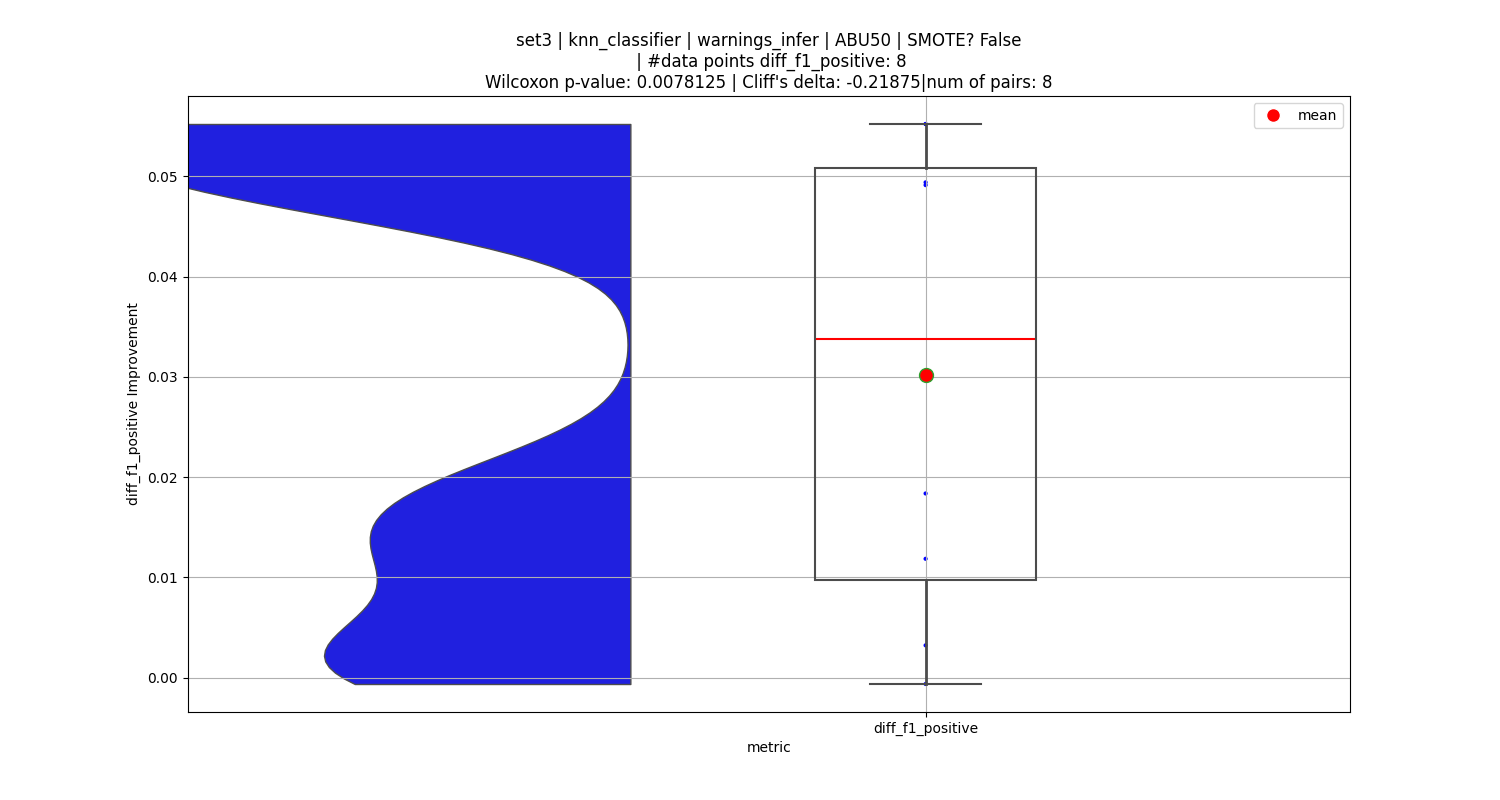 set3 | knn_classifier | warnings_infer | ABU50 | SMOTE? False
| #data points diff_f1_positive: 8
Wilcoxon p-value: 0.0078125 | Cliff's delta: -0.21875|num of pairs: 8
mean
0.05
0.04
0.03
0.02
0.01
0.00
diff_f1_positive Improvement
diff_f1_positive
metric